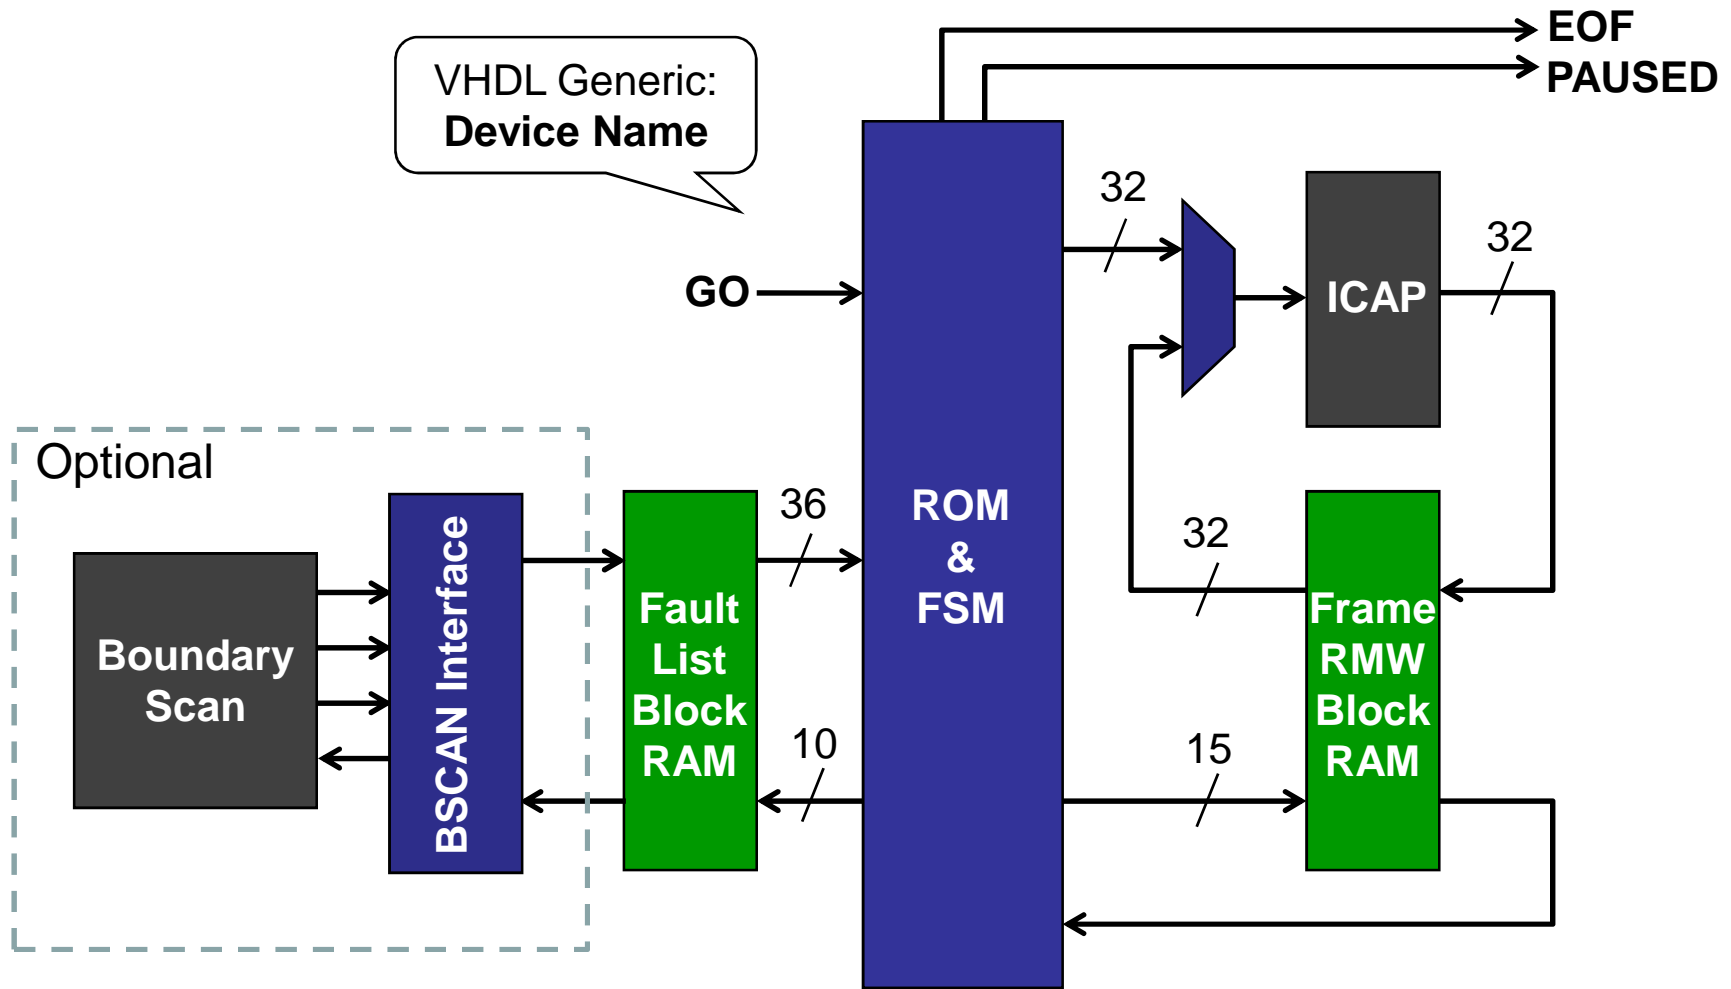 EOF
PAUSED
VHDL Generic:
Device Name
32
32
GO
ICAP
Optional
36
ROM
&
FSM
32
BSCAN Interface
Boundary
Scan
Fault
List
Block
RAM
Frame
RMW
Block
RAM
10
15